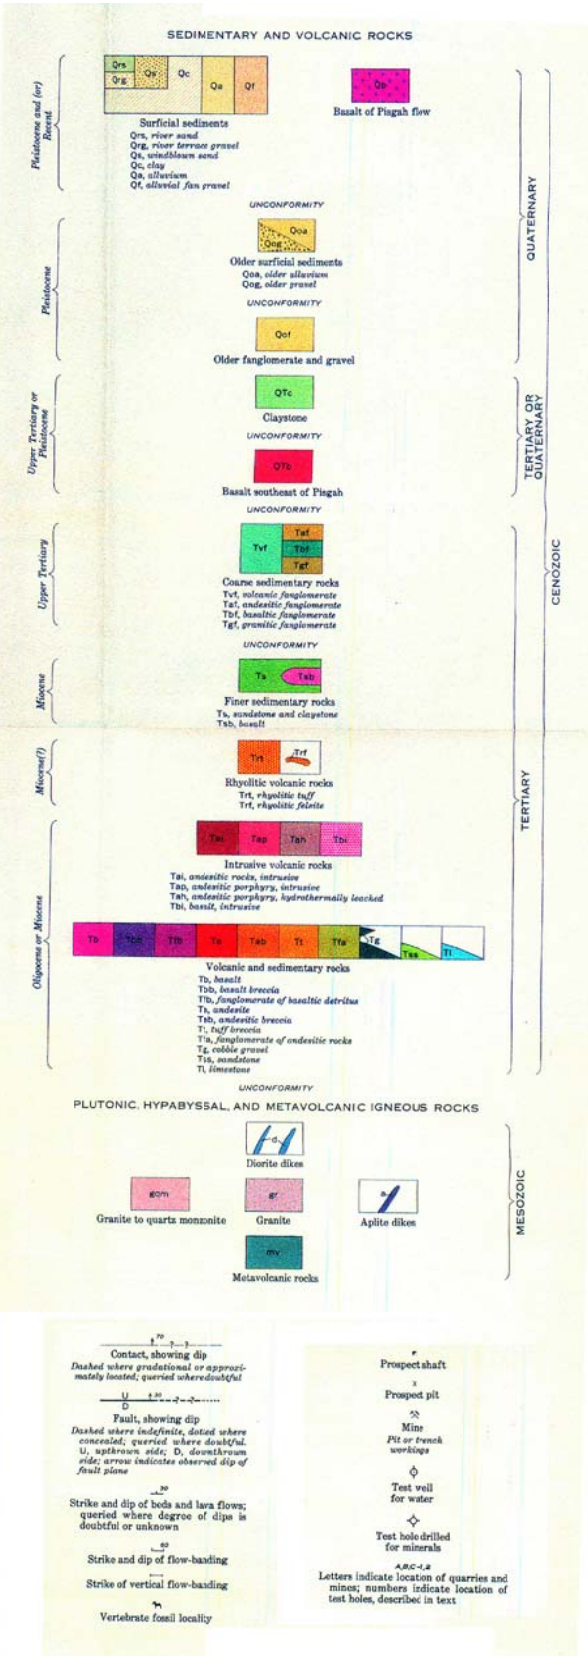 SEDIMENTARY AND VOLCANIC ROCKS
Pleistocene and (or)
Recent
Qrs
Qrg
Qs
Qc
Qa
Qf
Surficial sediments
Qrs, river sand
Qrg, river terrace gravel
Qs, windblown sand
Qc, clay
Qa, alluvium
Qf, alluvial fan gravel
Qb
Basalt of Pisgah flow
UNCONFORMITY
Pleistocene
Qoa
Qog
Older surficial sediments
Qoa, older alluvium
Qog, older gravel
UNCONFORMITY
Qof
Older fanglomerate and gravel
QUATERNARY
Upper Tertiary or
Pleistocene
QTc
Claystone
UNCONFORMITY
QTb
Basalt southeast of Pisgah
TERTIARY OR
QUATERNARY
UNCONFORMITY
Upper Tertiary
Tvf
Taf
Tbf
Tgf
Coarse sedimentary rocks
Tvf, volcanic fanglomerate
Taf, andesitic fanglomerate
Tbf, basaltic fanglomerate
Tgf, granitic fanglomerate
CENOZOIC
UNCONFORMITY
Miocene
Ts
Tsb
Finer sedimentary rocks
Ts, sandstone and claystone
Tsb, basalt
Miocene(?)
Trt
Trf
Rhyolitic volcanic rocks
Trt, rhyolitic tuff
Trf, rhyolitic felsite
TERTIARY
Oligocene or Miocene
Tai
Tap
Tah
Tbi
Intrusive volcanic rocks
Tai, andesitic rocks, intrusive
Tap, andesitic porphyry, intrusive
Tah, andesitic porphyry, hydrothermally leached
Tbi, basalt, intrusive
Tb
Tbb
Tfb
Ta
Tab
Tt
Tfa
Tg
Tss
Tl
Volcanic and sedimentary rocks
Tb, basalt
Tbb, basalt breccia
Tfb, fanglomerate of basaltic detritus
Ta, andesite
Tab, andesitic breccia
Tt, tuff breccia
Tfa, fanglomerate of andesitic rocks
Tg, cobble gravel
Tss, sandstone
Tl, limestone
UNCONFORMITY
PLUTONIC, HYPABYSSAL, AND METAVOLCANIC IGNEOUS ROCKS
d
Diorite dikes
gqm
Granite to quartz monzonite
gr
Granite
a
Aplite dikes
mv
Metavolcanic rocks
MESOZOIC
70
? ?
Contact, showing dip
Dashed where gradational or approxi-
mately located; queried where doubtful
U
D
30
? ?
Fault, showing dip
Dashed where indefinite, dotted where
concealed; queried where doubtful.
U, upthrown side; D, downthrown
side; arrow indicates observed dip of
fault plane
30
Strike and dip of beds and lava flows;
queried where degree of dips is
doubtful or unknown
60
Strike and dip of flow-banding
Strike of vertical flow-banding
Vertebrate fossil locality
Prospect shaft
x
Prospect pit
Mine
Pit or trench
workings
Test well
for water
Test hole drilled
for minerals
A,B,C-1,2
Letters indicate location of quarries and
mines; numbers indicate location of
test holes, described in text